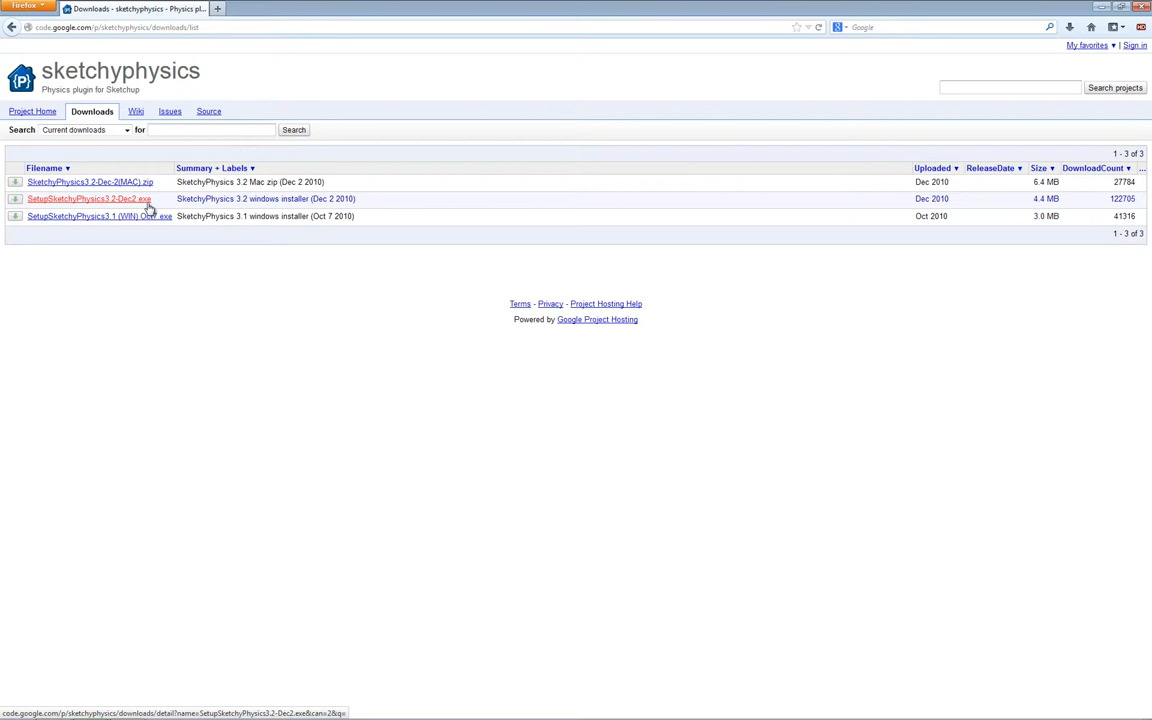 Firefox
Downloads - sketchyphysics - Physics pl...
code.google.com/p/sketchyphysics/downloads/list
Google
My favorites ▼ | Sign in
{P}
sketchyphysics
Physics plugin for Sketchup
Search projects
Project Home Downloads Wiki Issues Source
Search Current downloads for Search
1 - 3 of 3
Filename ▼ Summary + Labels ▼ Uploaded ▼ ReleaseDate ▼ Size ▼ DownloadCount ▼ ...
SketchyPhysics3.2-Dec-2(MAC).zip SketchyPhysics 3.2 Mac zip (Dec 2 2010) Dec 2010 6.4 MB 27784
SetupSketchyPhysics3.2-Dec2.exe SketchyPhysics 3.2 windows installer (Dec 2 2010) Dec 2010 4.4 MB 122705
SetupSketchyPhysics3.1 (WIN) .exe SketchyPhysics 3.1 windows installer (Oct 7 2010) Oct 2010 3.0 MB 41316
1 - 3 of 3
Terms - Privacy - Project Hosting Help
Powered by Google Project Hosting
code.google.com/p/sketchyphysics/downloads/detail?name=SetupSketchyPhysics3.2-Dec2.exe&can=2&q=